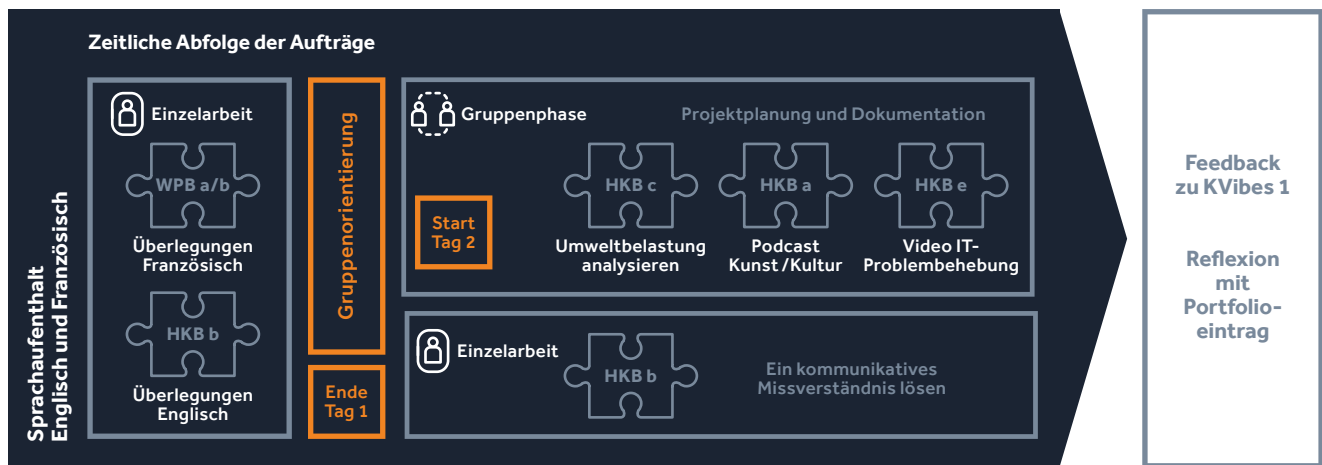 Zeitliche Abfolge der Aufträge
Sprachaufenthalt
Englisch und Französisch
Einzelarbeit
WPB a/b
Überlegungen
Französisch
HKB b
Überlegungen
Englisch
Gruppenorientierung
Ende
Tag 1
Gruppenphase
Projektplanung und Dokumentation
Start
Tag 2
HKB c
Umweltbelastung
analysieren
HKB a
Podcast
Kunst/Kultur
HKB e
Video IT-
Problembehebung
Einzelarbeit
HKB b
Ein kommunikatives
Missverständnis lösen
Feedback
zu KVibes 1
Reflexion
mit
Portfolio-
eintrag